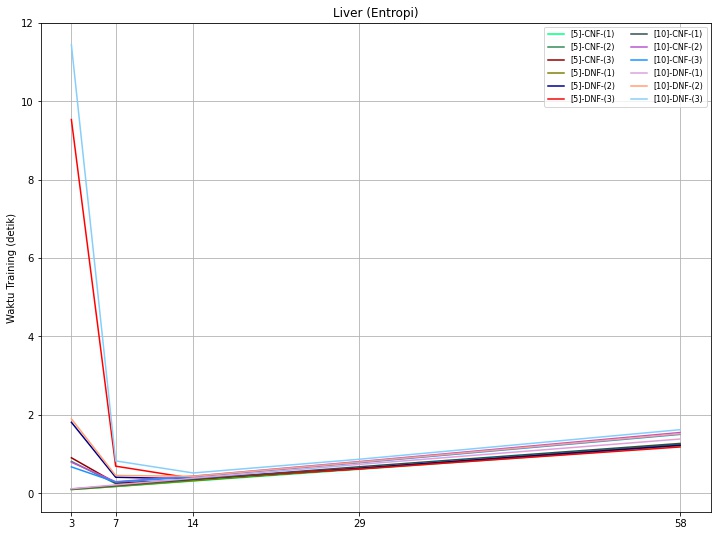 Liver (Entropi)
12
10
8
6
4
2
0
Waktu Training (detik)
[5]-CNF-(1) [10]-CNF-(1)
[5]-CNF-(2) [10]-CNF-(2)
[5]-CNF-(3) [10]-CNF-(3)
[5]-DNF-(1) [10]-DNF-(1)
[5]-DNF-(2) [10]-DNF-(2)
[5]-DNF-(3) [10]-DNF-(3)
3 7 14 29 58